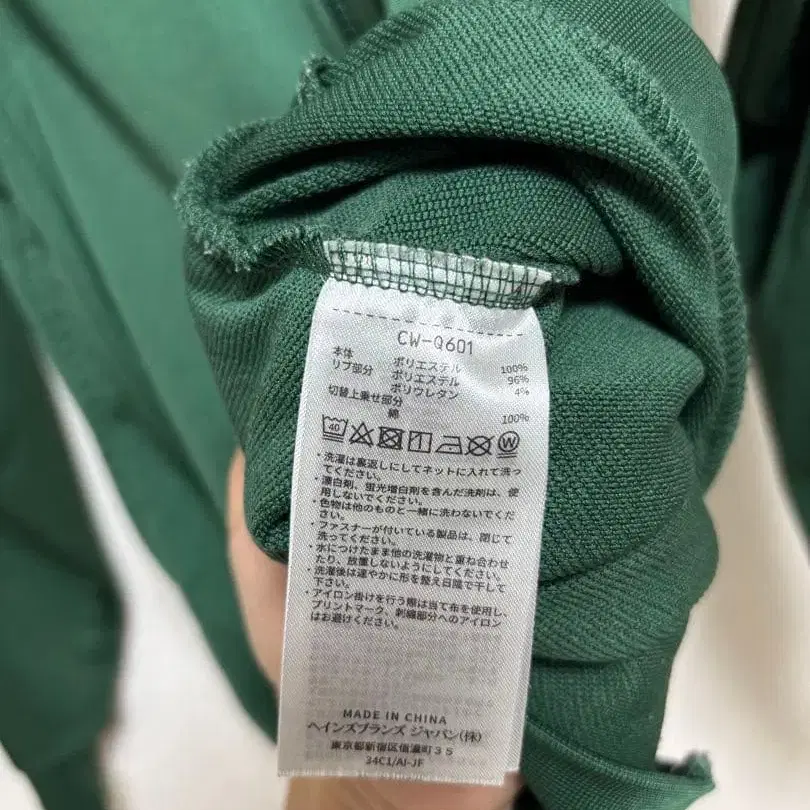 CW-Q601
本体 ポリエステル 100%
リブ部分 ポリエステル 96%
ポリウレタン 4%
切替上乗せ部分
綿 100%
40 W
・洗濯は裏返しにしてネットに入れて洗っ
てください。
・漂白剤、蛍光増白剤を含んだ洗剤は、使
用しないでください。
・色物は他のものと一緒に洗わないでくだ
さい。
・ファスナーが付いている製品は、閉じて
洗ってください。
・水につけたまま他の洗濯物と重ね合わせ
たり、放置しないようにしてください。
・洗濯後は速やかに形を整え日陰で干して
下さい。
・アイロン掛けを行う際は当て布を使用し、
プリントマーク、刺繍部分へのアイロン
はお避けください。
MADE IN CHINA
ヘインズブランズ ジャパン(株)
東京都新宿区信濃町35
34C1/AI-JF